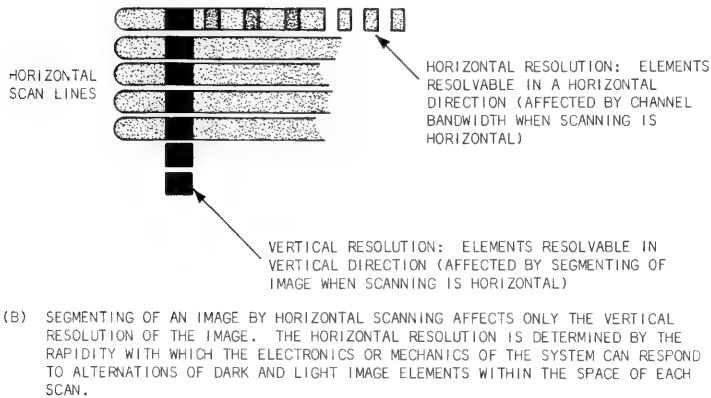 HORIZONTAL
SCAN LINES
HORIZONTAL RESOLUTION: ELEMENTS
RESOLVABLE IN A HORIZONTAL
DIRECTION (AFFECTED BY CHANNEL
BANDWIDTH WHEN SCANNING IS
HORIZONTAL)
VERTICAL RESOLUTION: ELEMENTS RESOLVABLE IN
VERTICAL DIRECTION (AFFECTED BY SEGMENTING OF
IMAGE WHEN SCANNING IS HORIZONTAL)
(B) SEGMENTING OF AN IMAGE BY HORIZONTAL SCANNING AFFECTS ONLY THE VERTICAL
RESOLUTION OF THE IMAGE. THE HORIZONTAL RESOLUTION IS DETERMINED BY THE
RAPIDITY WITH WHICH THE ELECTRONICS OR MECHANICS OF THE SYSTEM CAN RESPOND
TO ALTERNATIONS OF DARK AND LIGHT IMAGE ELEMENTS WITHIN THE SPACE OF EACH
SCAN.